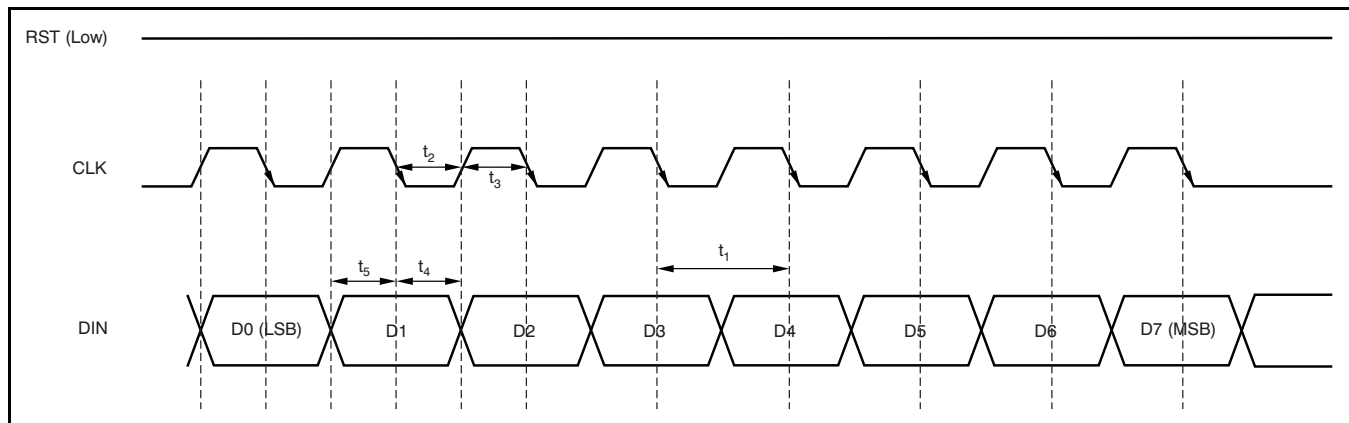 RST (Low)
CLK
t2
t3
t1
t5
t4
DIN
D0 (LSB)
D1
D2
D3
D4
D5
D6
D7 (MSB)